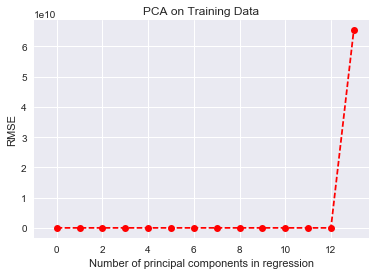 PCA on Training Data
1e10
6
5
4
3
2
1
0
RMSE
0 2 4 6 8 10 12
Number of principal components in regression